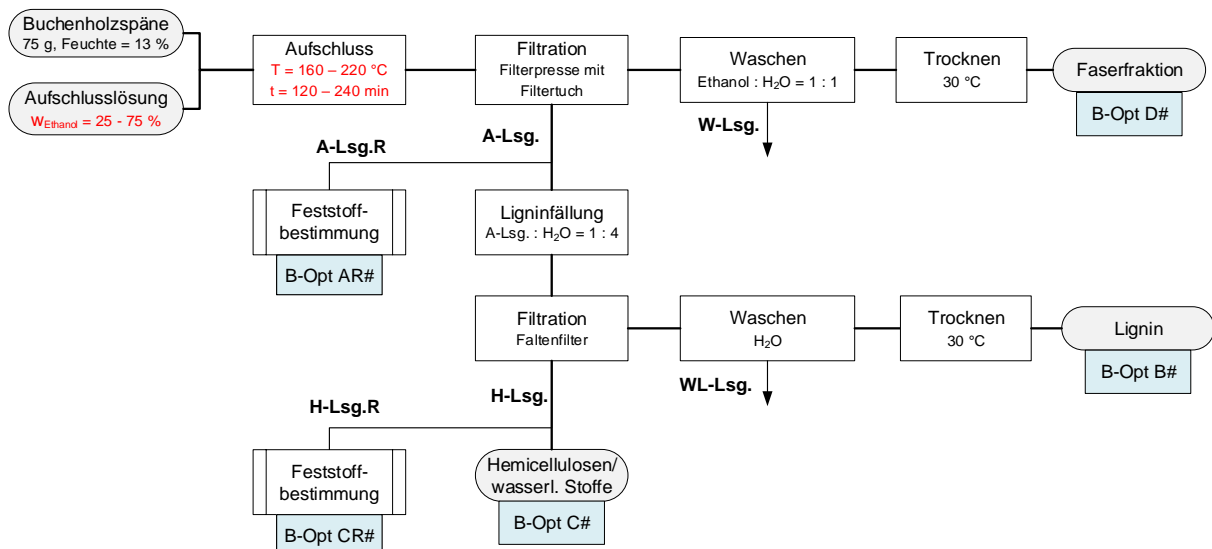 Buchenholzspäne
75 g, Feuchte = 13 %
Aufschlusslösung
wEthanol = 25 - 75 %
Aufschluss
T = 160 – 220 °C
t = 120 – 240 min
Filtration
Filterpresse mit
Filtertuch
Waschen
Ethanol : H2O = 1 : 1
Trocknen
30 °C
Faserfraktion
B-Opt D#
W-Lsg.
A-Lsg.
A-Lsg.R
Feststoff-
bestimmung
B-Opt AR#
Ligninfällung
A-Lsg. : H2O = 1 : 4
Filtration
Faltenfilter
Waschen
H2O
Trocknen
30 °C
Lignin
B-Opt B#
WL-Lsg.
H-Lsg.
H-Lsg.R
Feststoff-
bestimmung
B-Opt CR#
Hemicellulosen/
wasserl. Stoffe
B-Opt C#